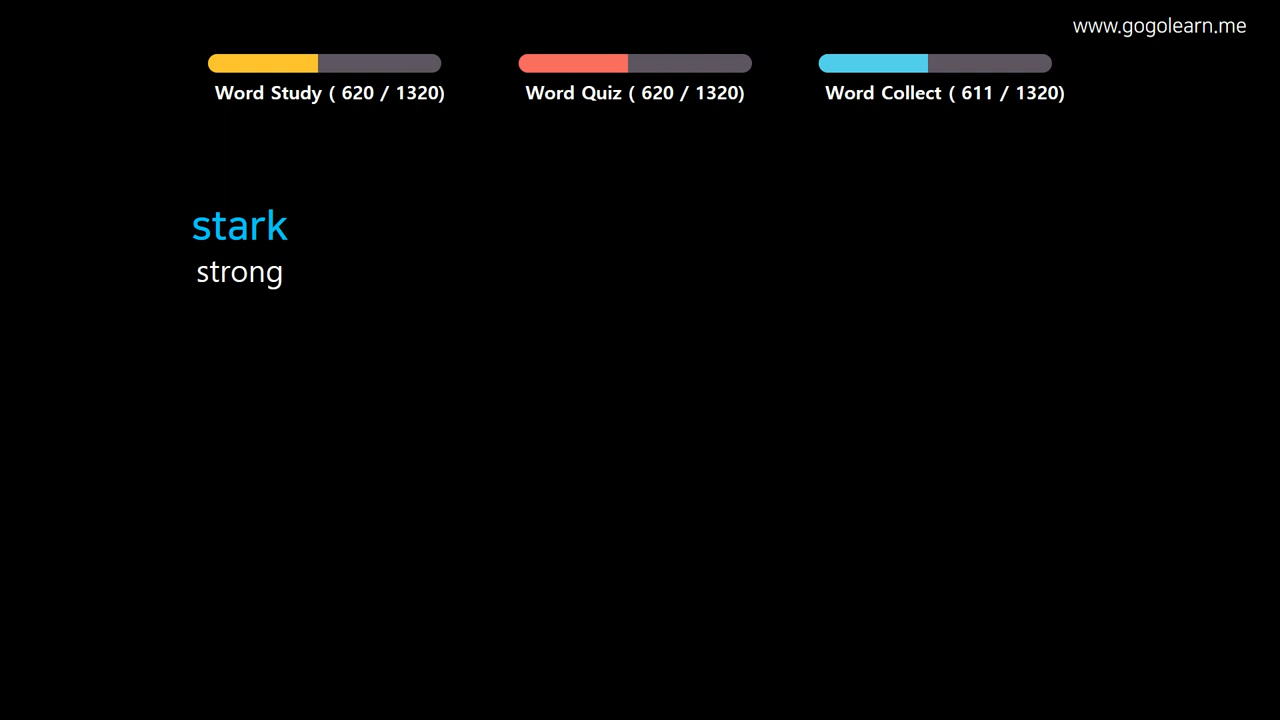 www.gogolearn.me
Word Study ( 620 / 1320)
Word Quiz ( 620 / 1320)
Word Collect ( 611 / 1320)
stark
strong